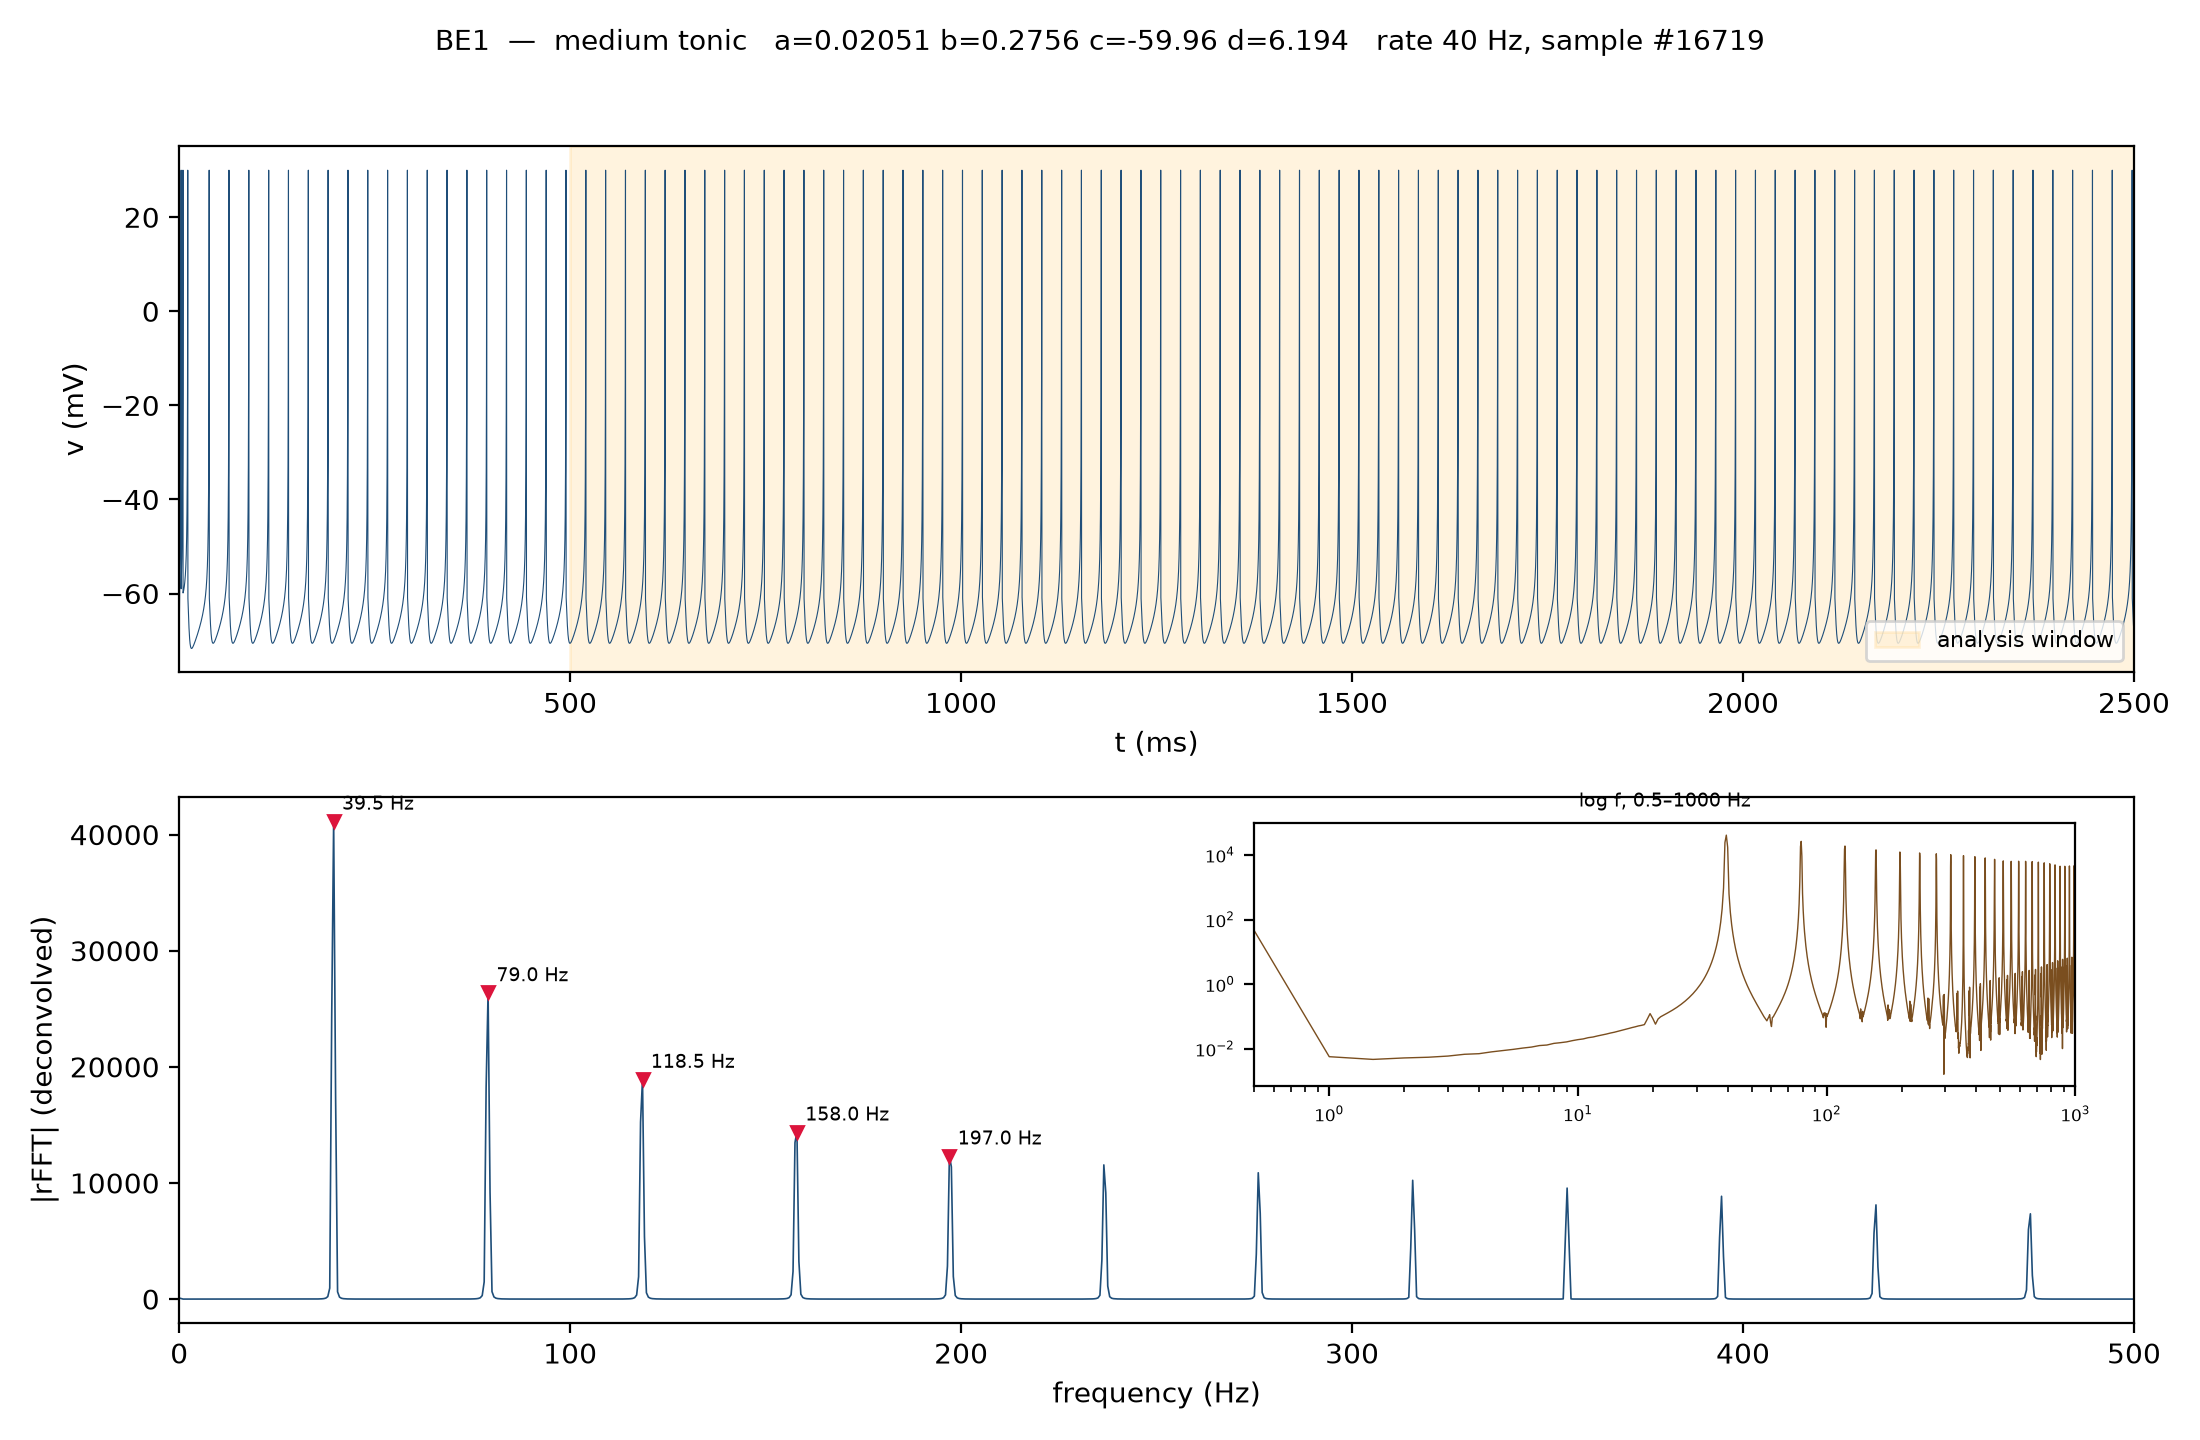 BE1 — medium tonic a=0.02051 b=0.2756 c=-59.96 d=6.194 rate 40 Hz, sample #16719
20
0
−20
−40
−60
v (mV)
analysis window
500
1000
1500
2000
2500
t (ms)
39.5 Hz
79.0 Hz
118.5 Hz
158.0 Hz
197.0 Hz
log f, 0.5–1000 Hz
10⁴
10²
10⁰
10⁻²
10⁰
10¹
10²
10³
40000
30000
20000
10000
0
|rFFT| (deconvolved)
0
100
200
300
400
500
frequency (Hz)